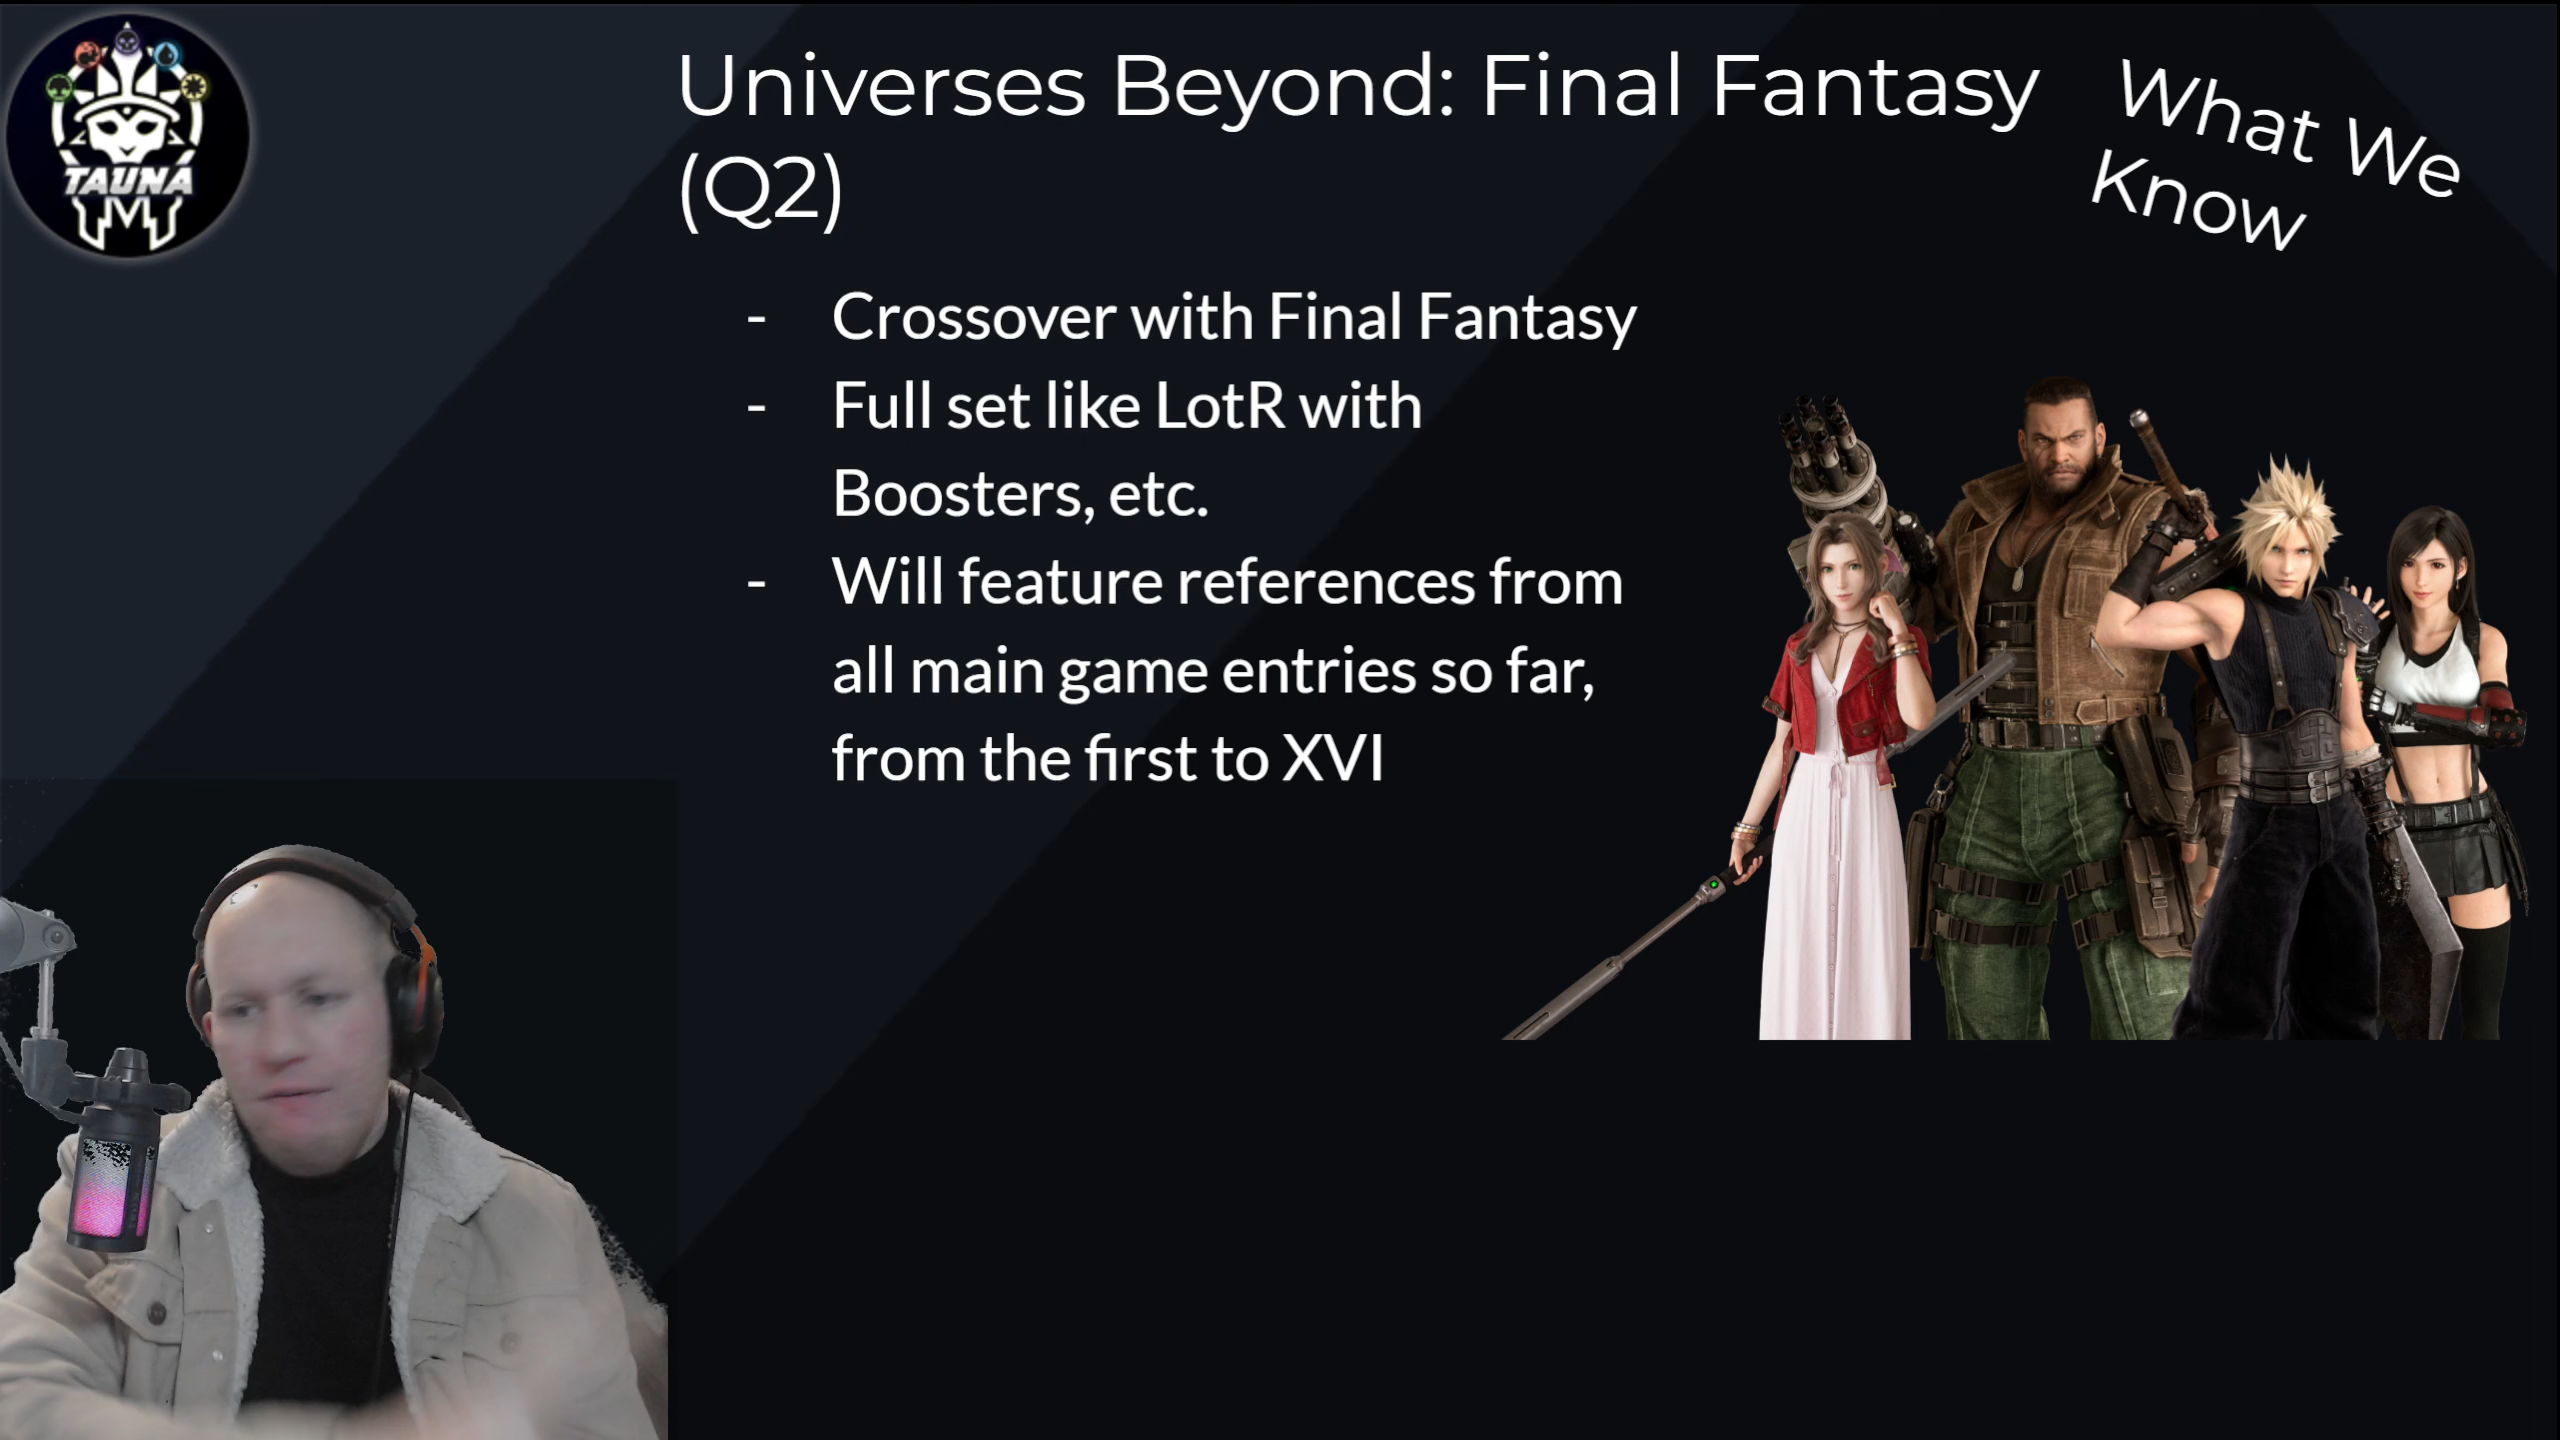 TAUNA
Universes Beyond: Final Fantasy
(Q2)
What We
Know
- Crossover with Final Fantasy
- Full set like LotR with
Boosters, etc.
- Will feature references from
all main game entries so far,
from the first to XVI